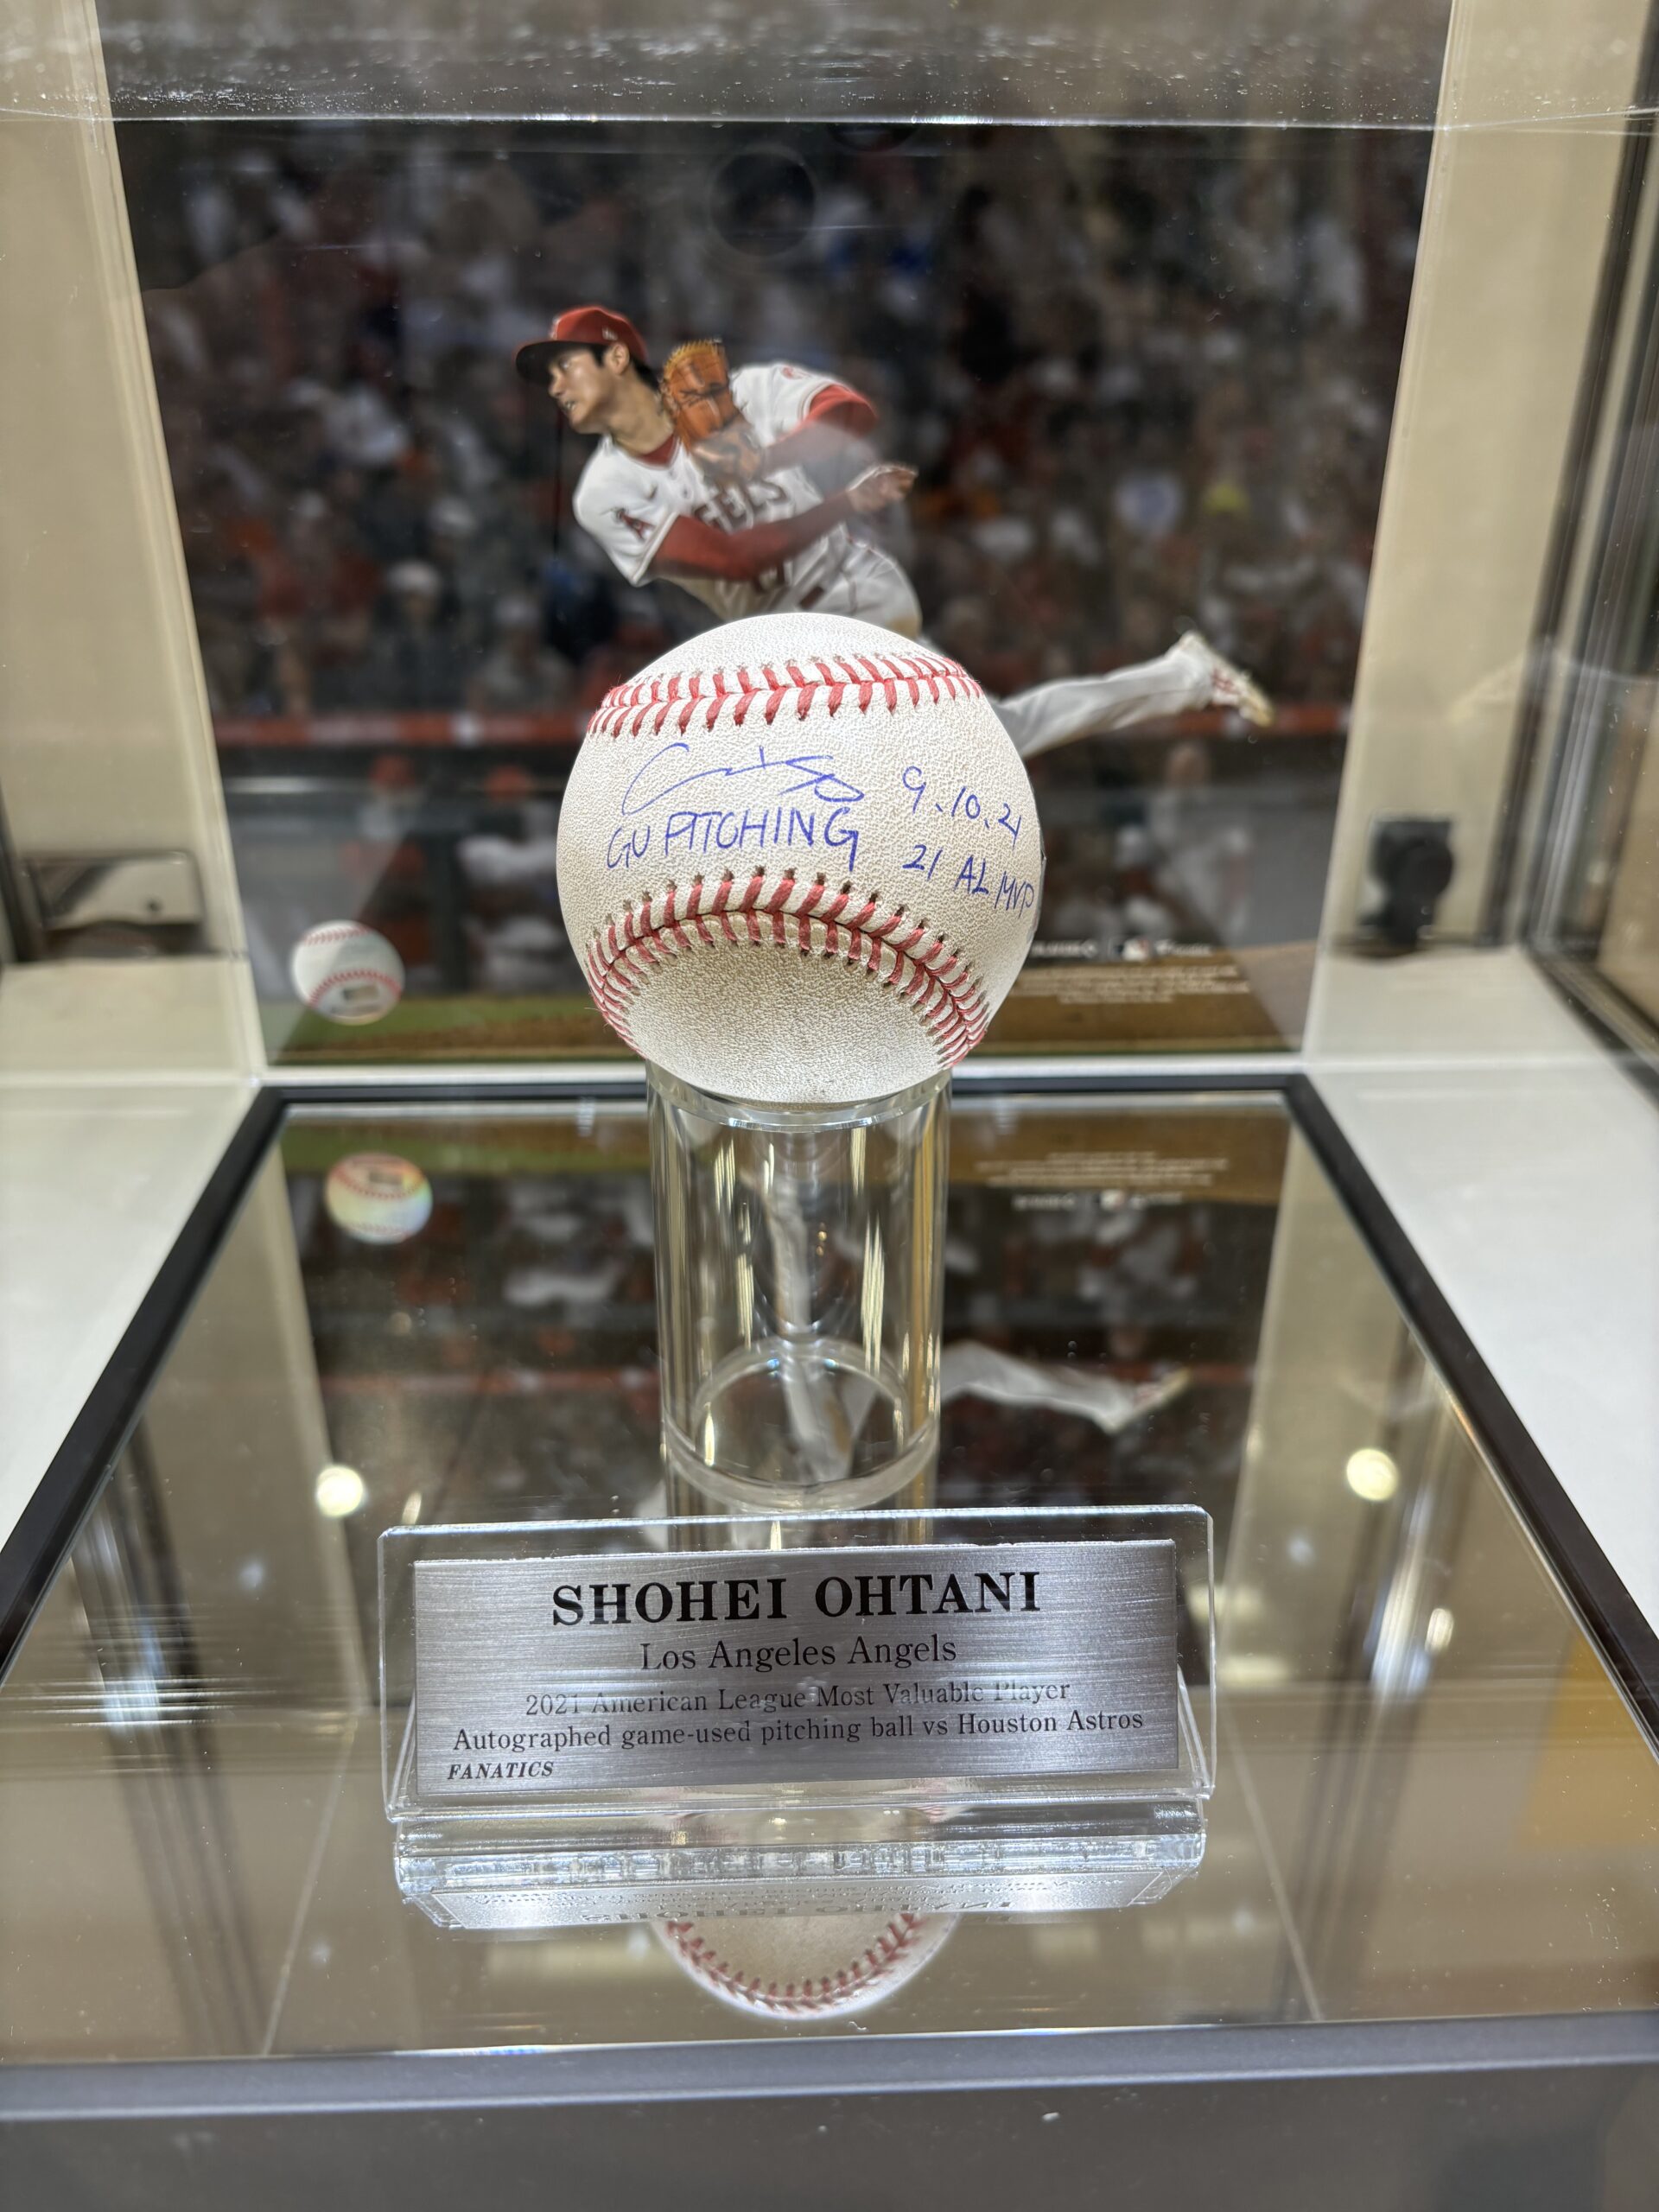 GELS
GU PITCHING
9.10.21
21 AL MVP
SHOHEI OHTANI
Los Angeles Angels
2021 American League Most Valuable Player
Autographed game-used pitching ball vs Houston Astros
FANATICS